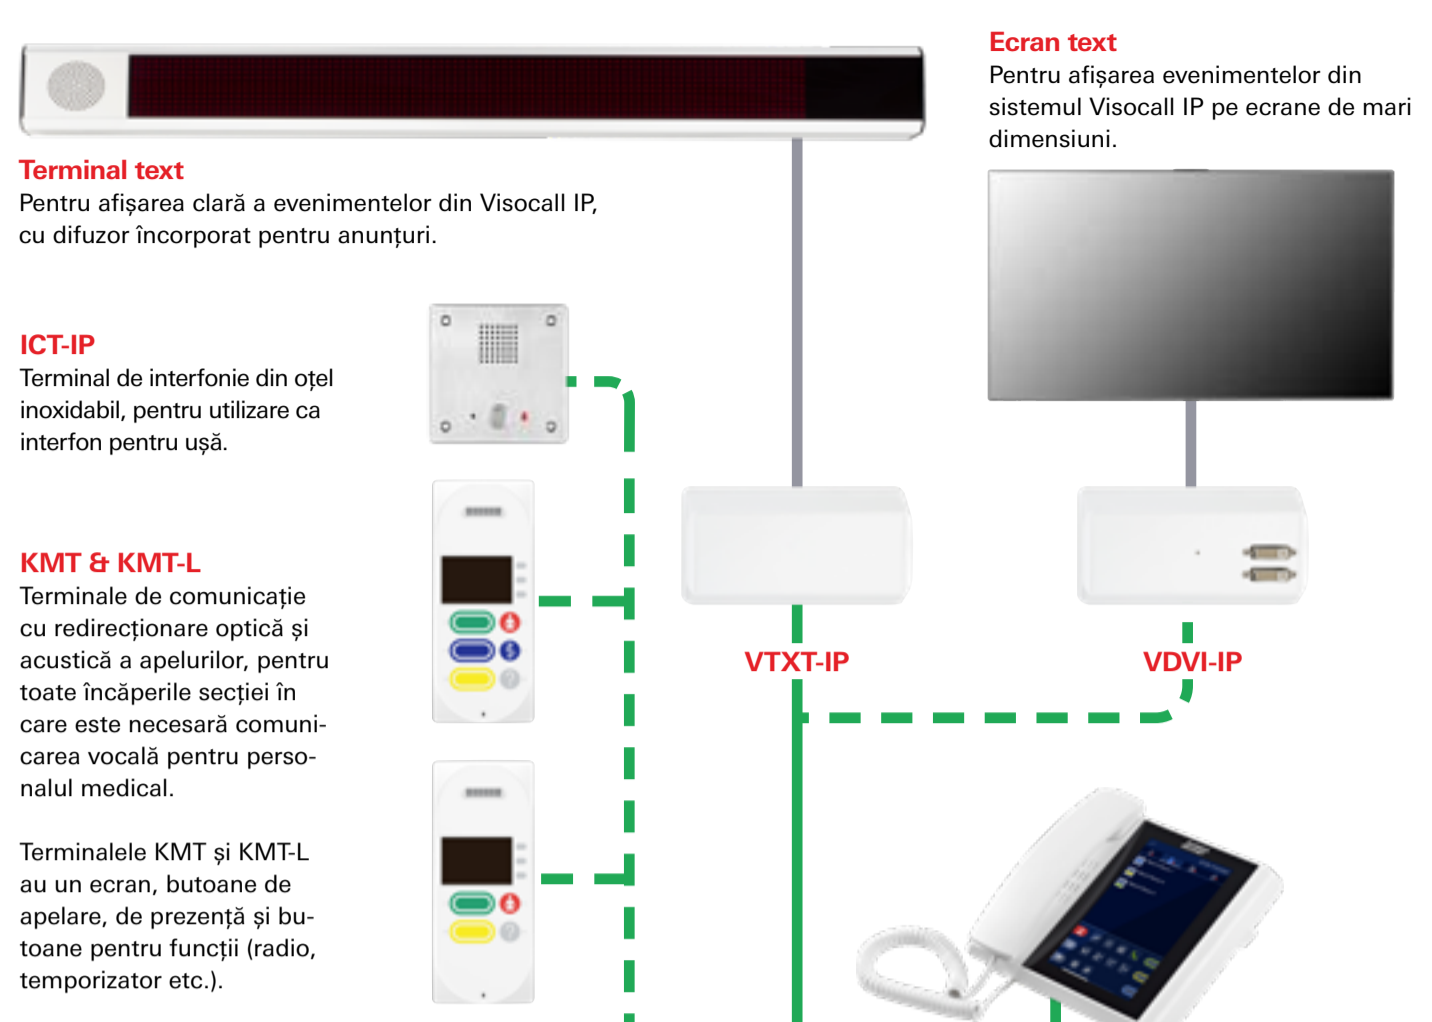 Ecran text
Pentru afișarea evenimentelor din
sistemul Visocall IP pe ecrane de mari
dimensiuni.
Terminal text
Pentru afișarea clară a evenimentelor din Visocall IP,
cu difuzor încorporat pentru anunțuri.
ICT-IP
Terminal de interfonie din oțel
inoxidabil, pentru utilizare ca
interfon pentru ușă.
KMT & KMT-L
Terminale de comunicație
cu redirecționare optică și
acustică a apelurilor, pentru
toate încăperile secției în
care este necesară comuni-
carea vocală pentru perso-
nalul medical.
Terminalele KMT și KMT-L
au un ecran, butoane de
apelare, de prezență și bu-
toane pentru funcții (radio,
temporizator etc.).
VTXT-IP
VDVI-IP